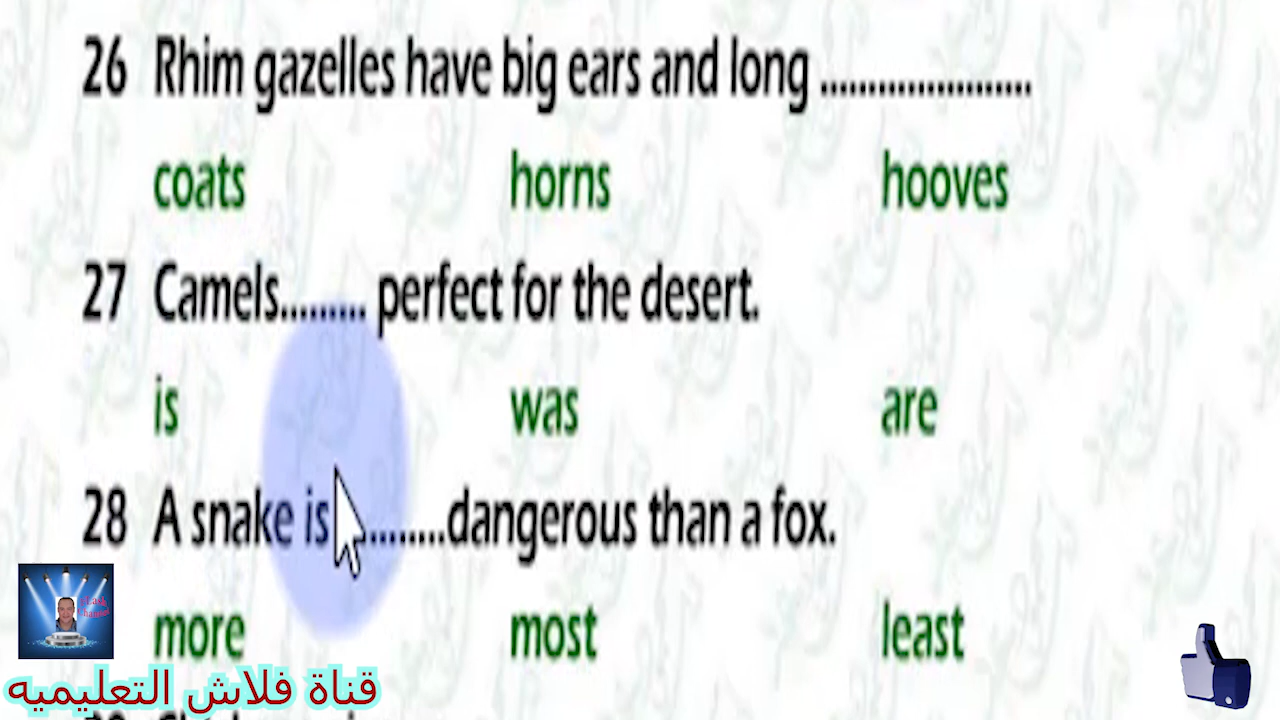 26 Rhim gazelles have big ears and long ......................
coats horns hooves
27 Camels......... perfect for the desert.
is was are
28 A snake is .........dangerous than a fox.
more most least
قناة فلاش التعليميه